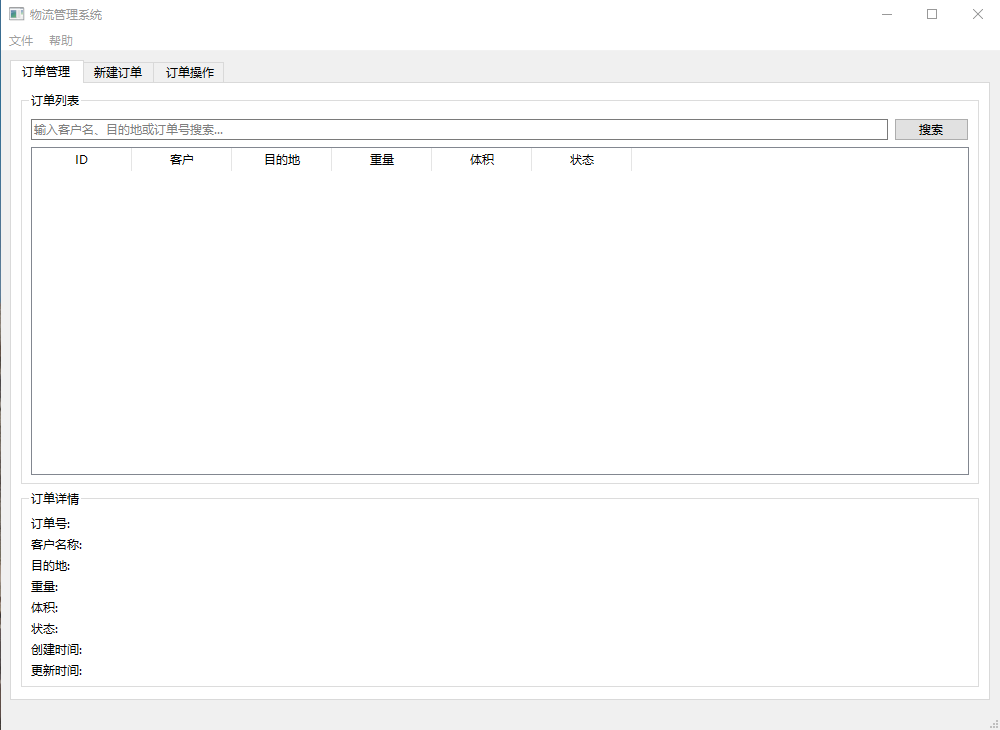 物流管理系统
文件 帮助
订单管理 新建订单 订单操作
订单列表
输入客户名、目的地或订单号搜索... 搜索
ID 客户 目的地 重量 体积 状态
订单详情
订单号:
客户名称:
目的地:
重量:
体积:
状态:
创建时间:
更新时间: